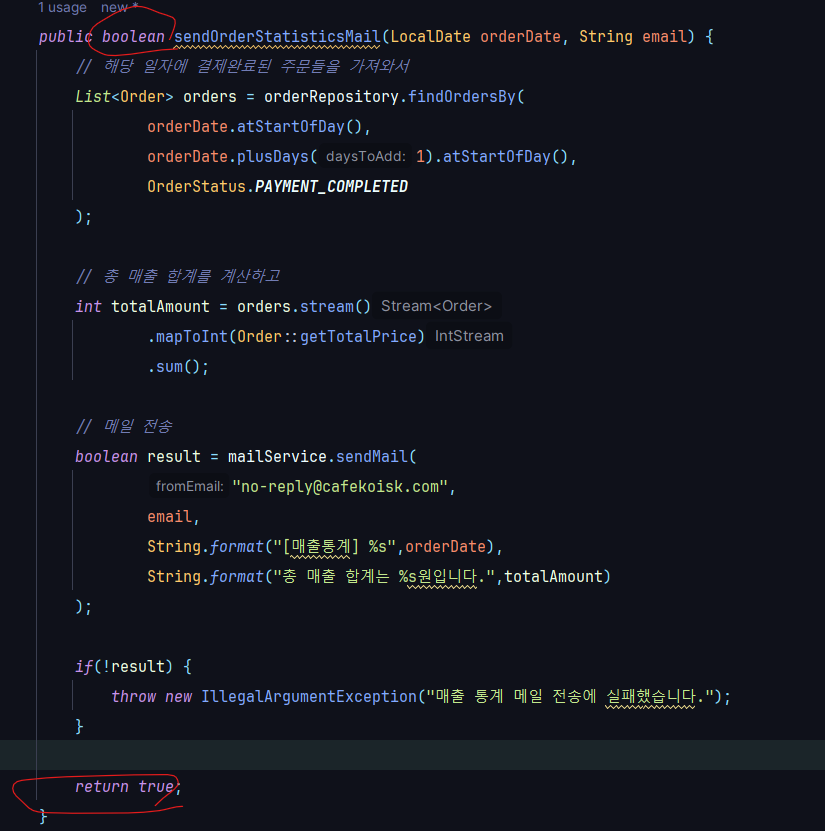 1 usage new *
public boolean sendOrderStatisticsMail(LocalDate orderDate, String email) {
// 해당 일자에 결제완료된 주문들을 가져와서
List<Order> orders = orderRepository.findOrdersBy(
orderDate.atStartOfDay(),
orderDate.plusDays( daysToAdd: 1).atStartOfDay(),
OrderStatus.PAYMENT_COMPLETED
);
// 총 매출 합계를 계산하고
int totalAmount = orders.stream() Stream<Order>
.mapToInt(Order::getTotalPrice) IntStream
.sum();
// 메일 전송
boolean result = mailService.sendMail(
fromEmail: "no-reply@cafekoisk.com",
email,
String.format("[매출통계] %s",orderDate),
String.format("총 매출 합계는 %s원입니다.",totalAmount)
);
if(!result) {
throw new IllegalArgumentException("매출 통계 메일 전송에 실패했습니다.");
}
return true;
}